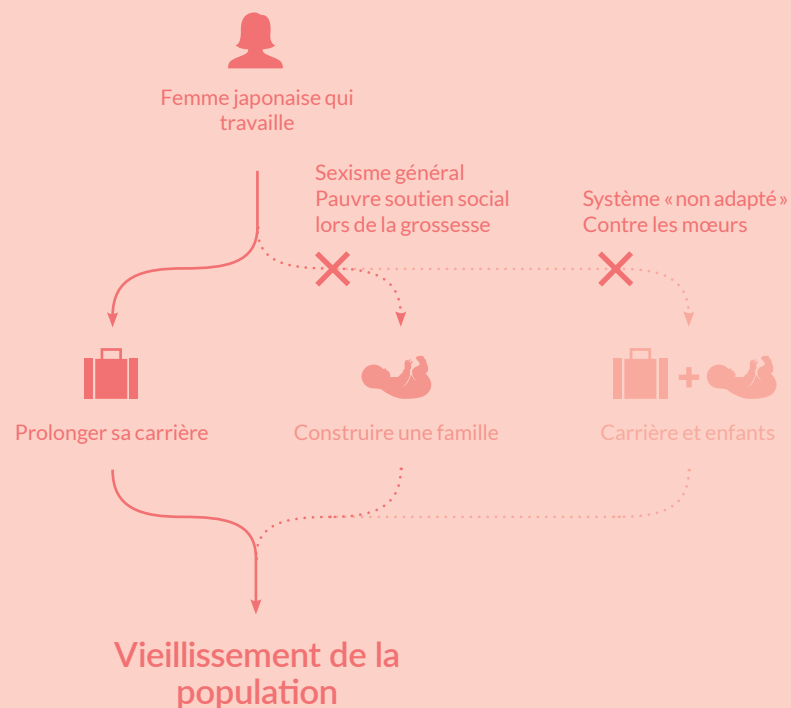 Femme japonaise qui
travaille
Sexisme général
Pauvre soutien social
lors de la grossesse
Système « non adapté »
Contre les mœurs
Prolonger sa carrière
Construire une famille
Carrière et enfants
Vieillissement de la
population